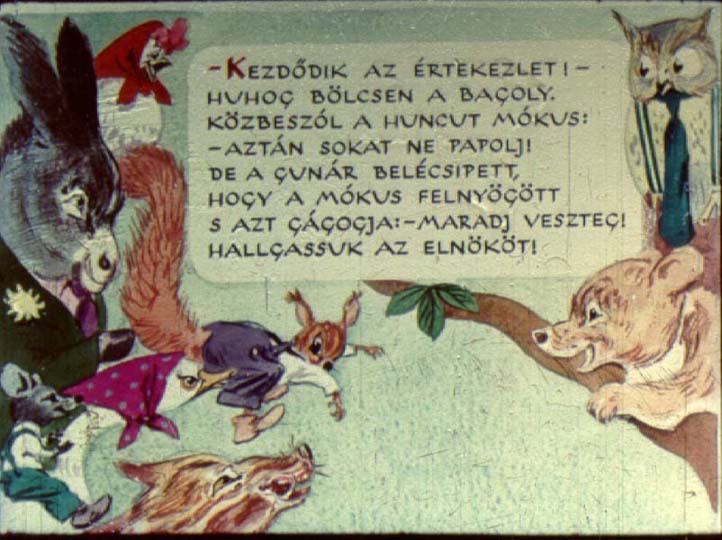 -KEZDŐDIK AZ ÉRTEKEZLET!-
HUHOG BÖLCSEN A BAGOLY.
KÖZBESZÓL A HUNCUT MÓKUS:
-AZTÁN SOKAT NE PAPOLJ!
DE A GUNÁR BELÉCSIPETT,
HOGY A MÓKUS FELNYÖGÖTT
S AZT GÁGOGJA:-MARADJ VESZTEG!
HALLGASSUK AZ ELNÖKÖT!